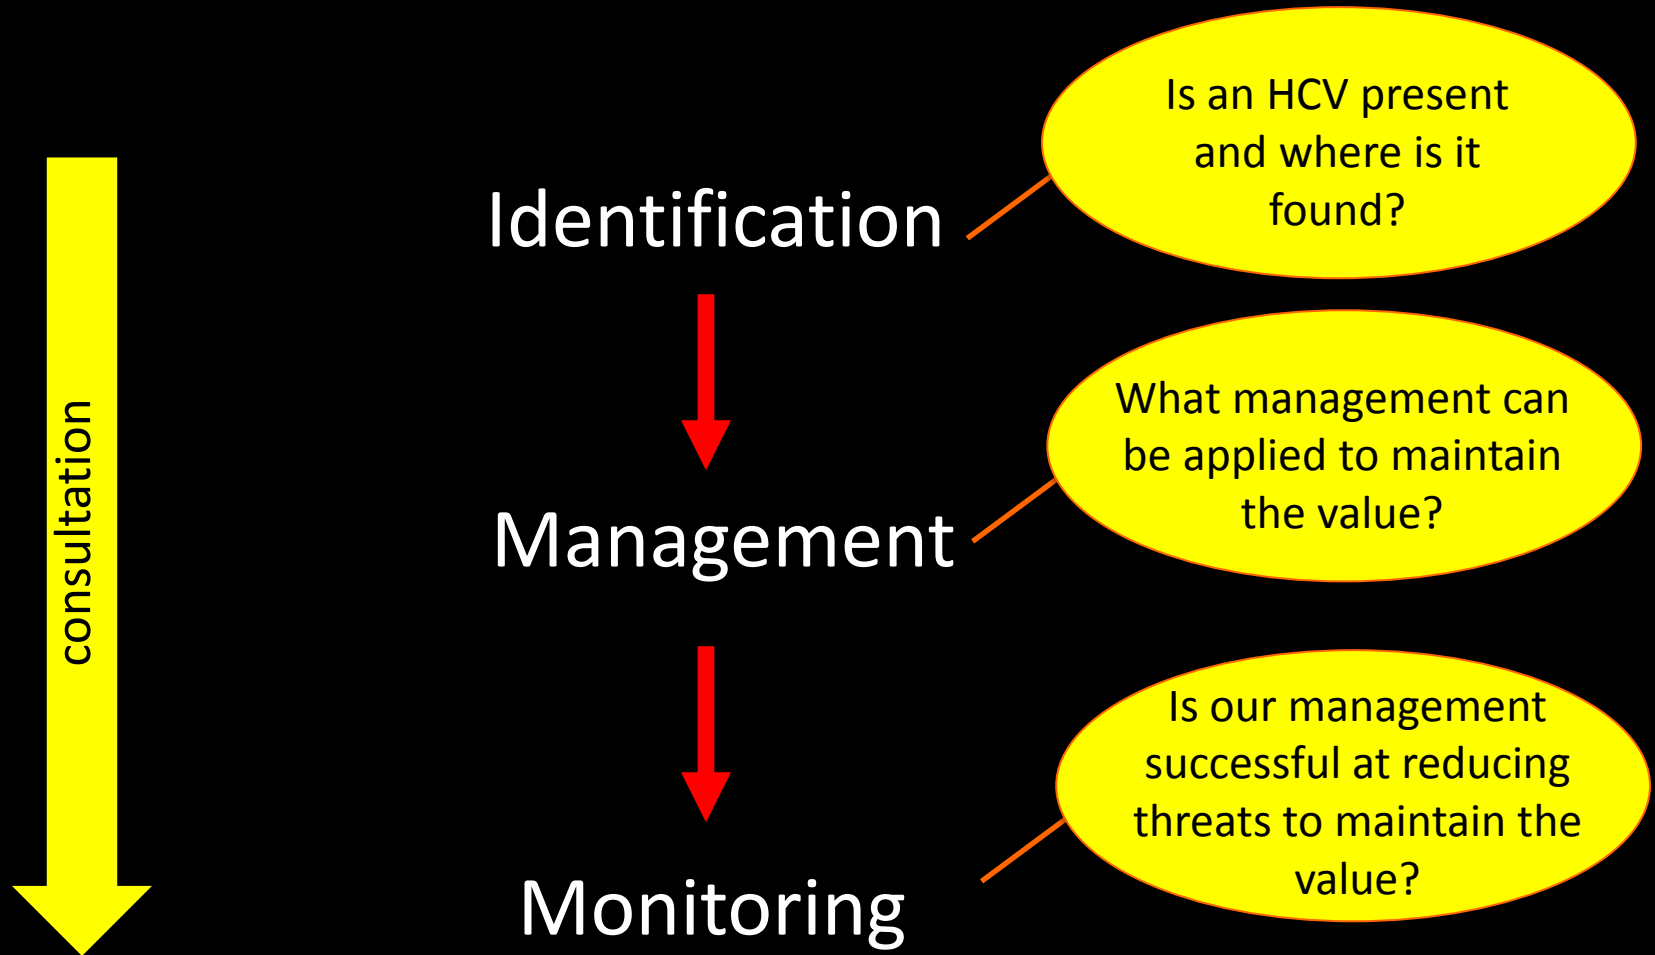 Is an HCV present
and where is it
found?
Identification
What management can
be applied to maintain
the value?
consultation
Management
Is our management
successful at reducing
threats to maintain the
value?
Monitoring